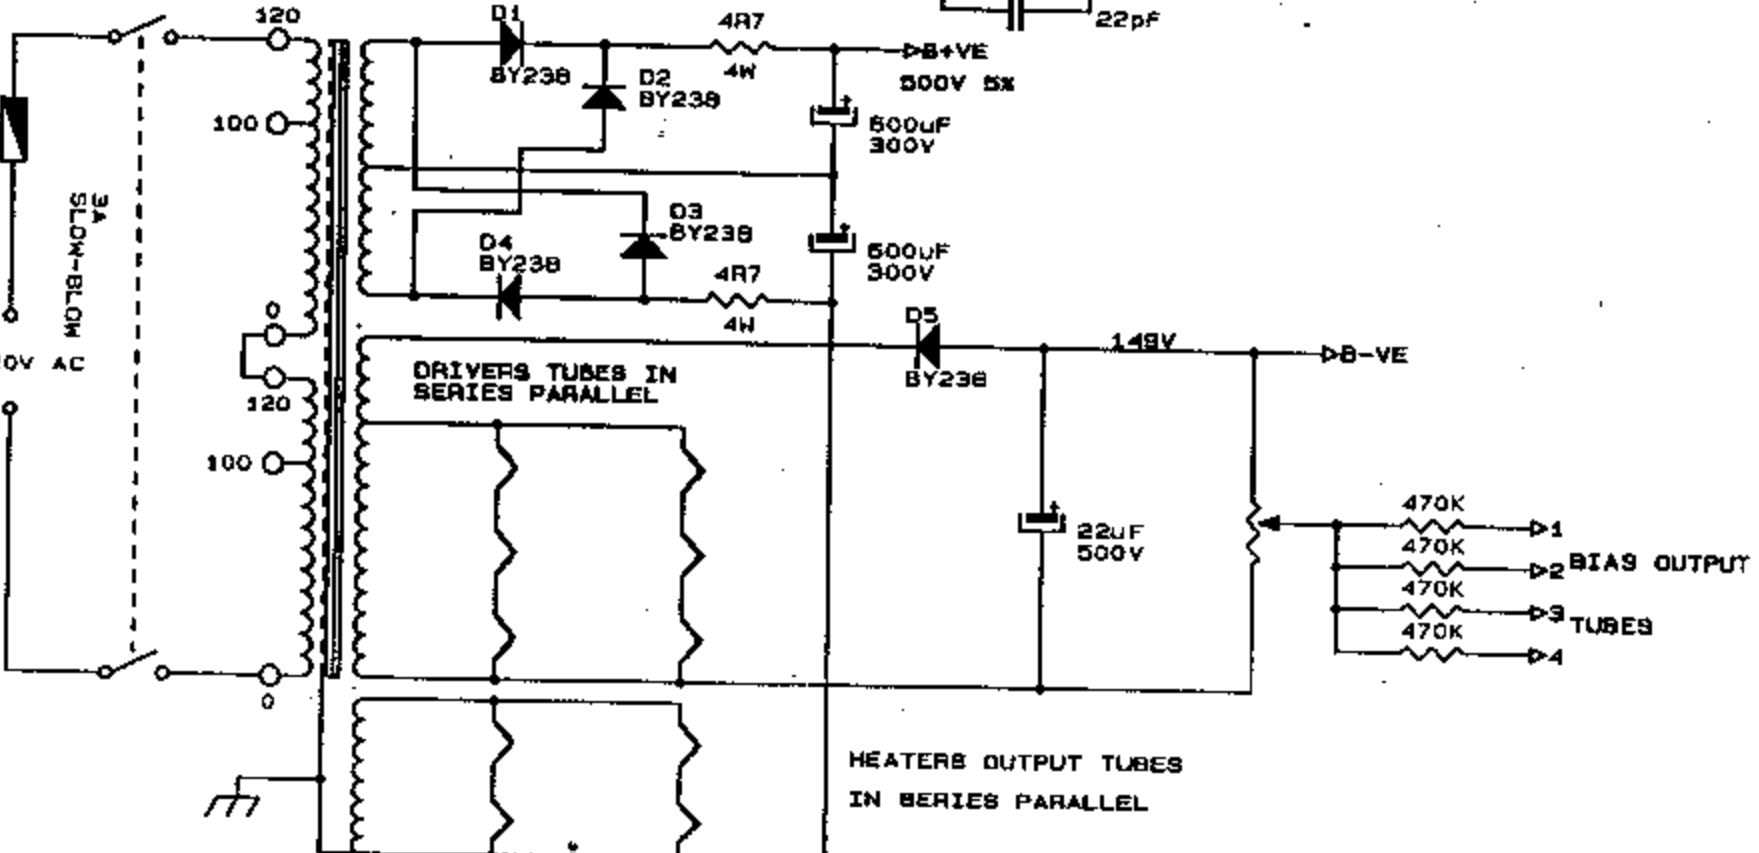 120
D1
BY238
4R7
4W
22pF
B+VE
500V 5%
D2
BY238
600uF
300V
100
3A
SLOW-BLOW
D3
BY238
D4
BY238
4R7
4W
600uF
300V
0
0V AC
120
D5
BY238
149V
B-VE
DRIVERS TUBES IN
SERIES PARALLEL
100
22uF
500V
470K
1
470K
2
BIAS OUTPUT
470K
3
TUBES
470K
4
0
HEATERS OUTPUT TUBES
IN SERIES PARALLEL